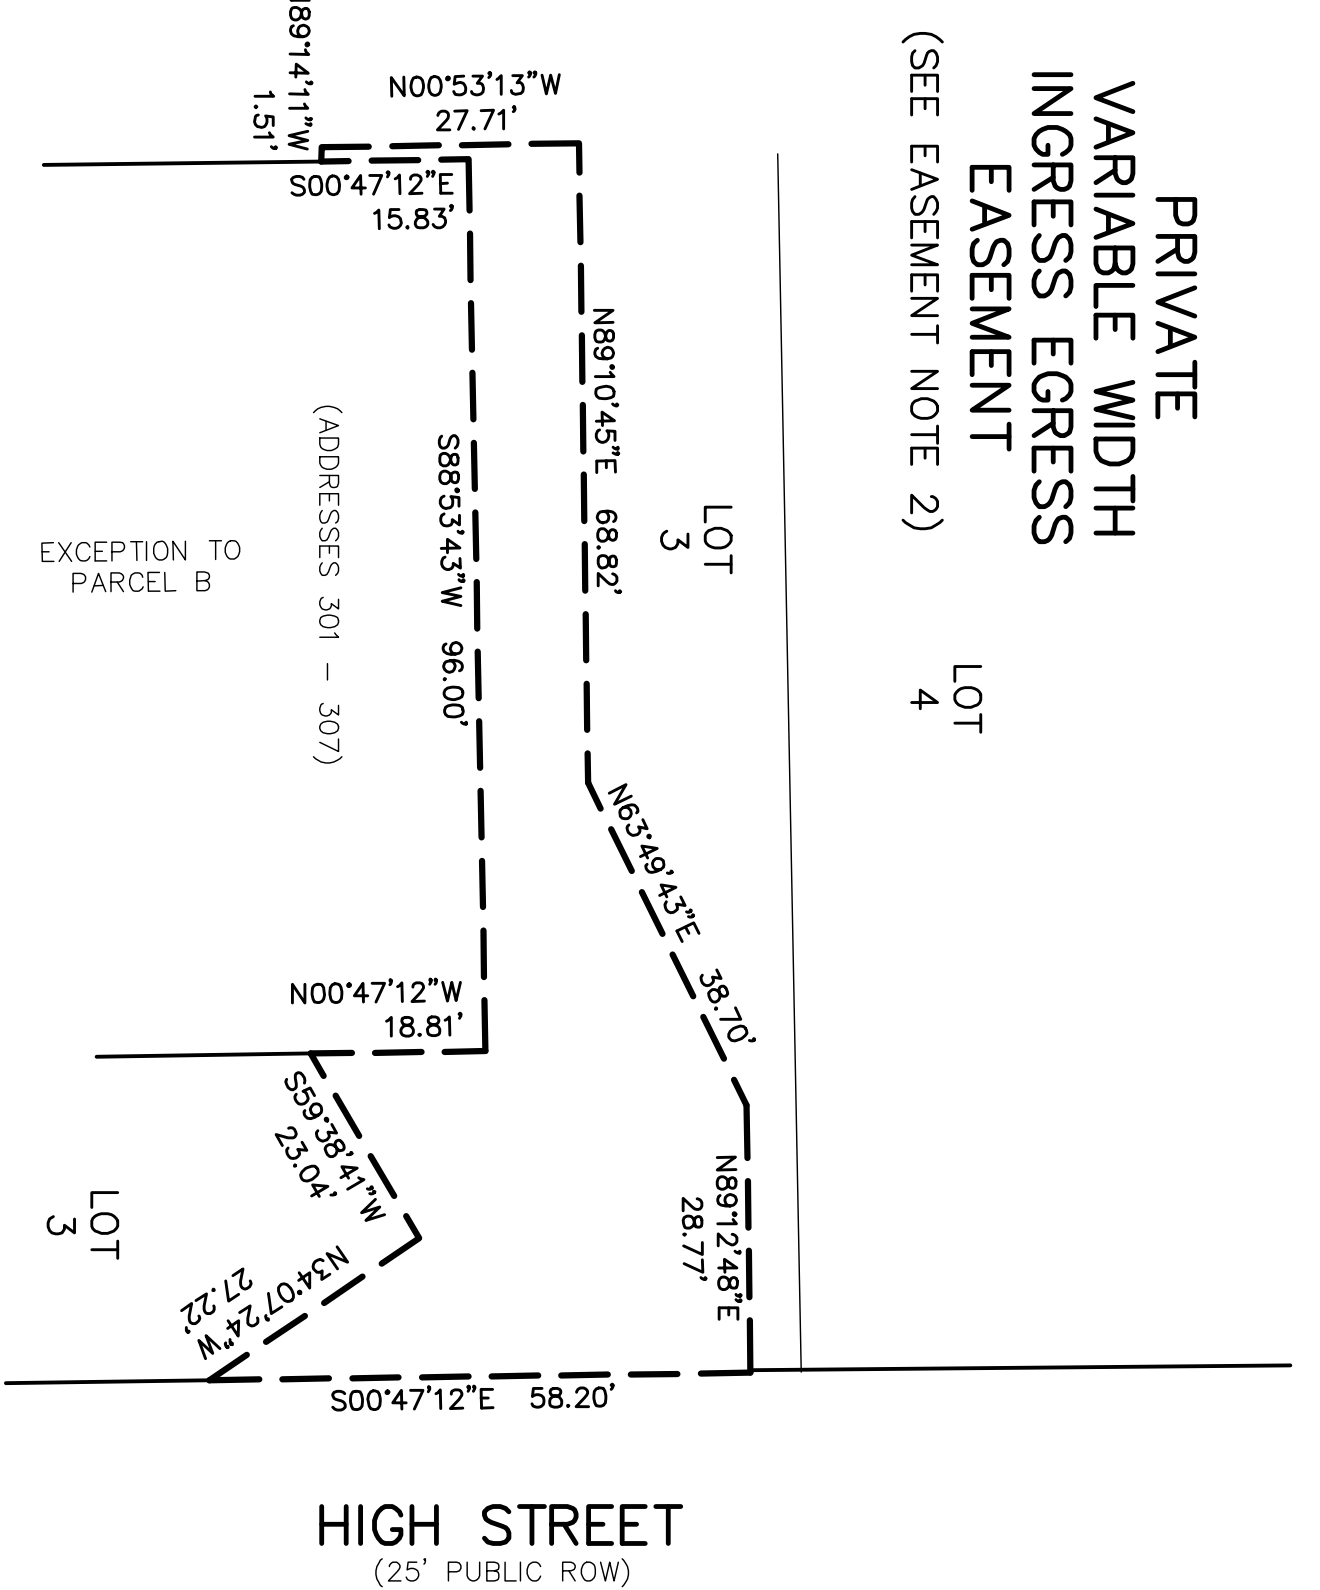 PRIVATE
VARIABLE WIDTH
INGRESS EGRESS
EASEMENT
(SEE EASEMENT NOTE 2)
89°14'11"W
1.51'
N00°53'13"W
27.71'
S00°47'12"E
15.83'
N89°10'45"E 68.82'
LOT
3
LOT
4
S88°53'43"W 96.00'
(ADDRESSES 301 - 307)
EXCEPTION TO
PARCEL B
N63°49'43"E 38.70'
N00°47'12"W
18.81'
S59°38'41"W
23.04'
N89°12'48"E
28.77'
LOT
3
N34°07'24"W
27.22'
S00°47'12"E 58.20'
HIGH STREET
(25' PUBLIC ROW)